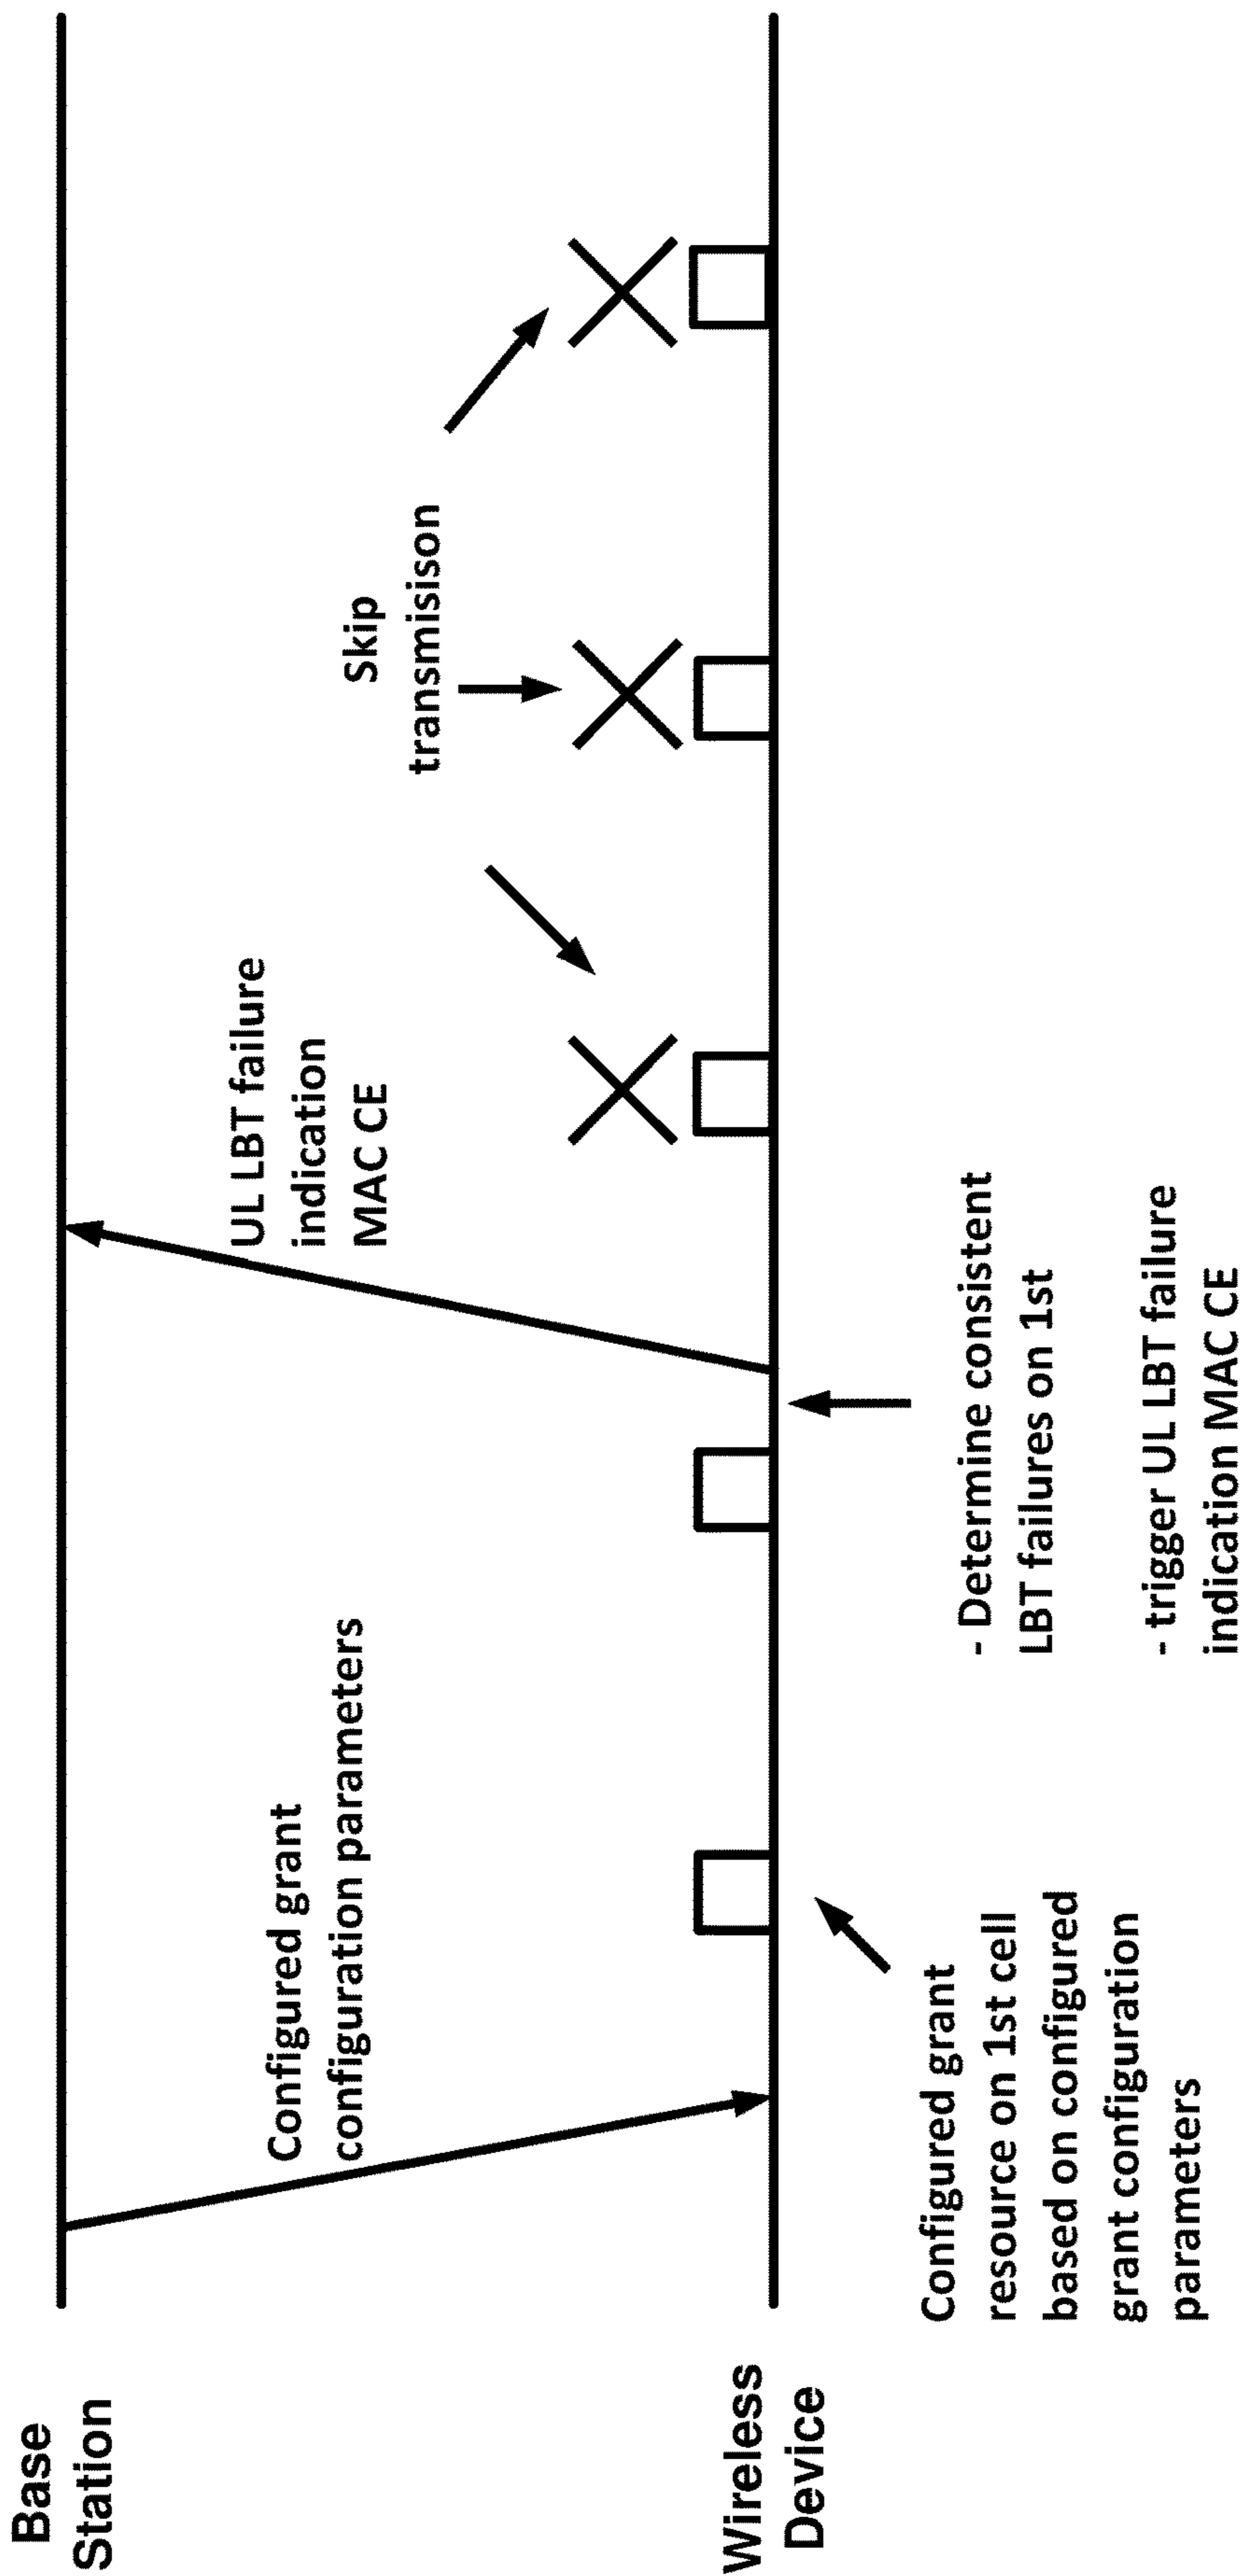 Base
Station
Wireless
Device
Configured grant
configuration parameters
UL LBT failure
indication
MAC CE
Skip
transmisison
Configured grant
resource on 1st cell
based on configured
grant configuration
parameters
- Determine consistent
LBT failures on 1st
- trigger UL LBT failure
indication MAC CE